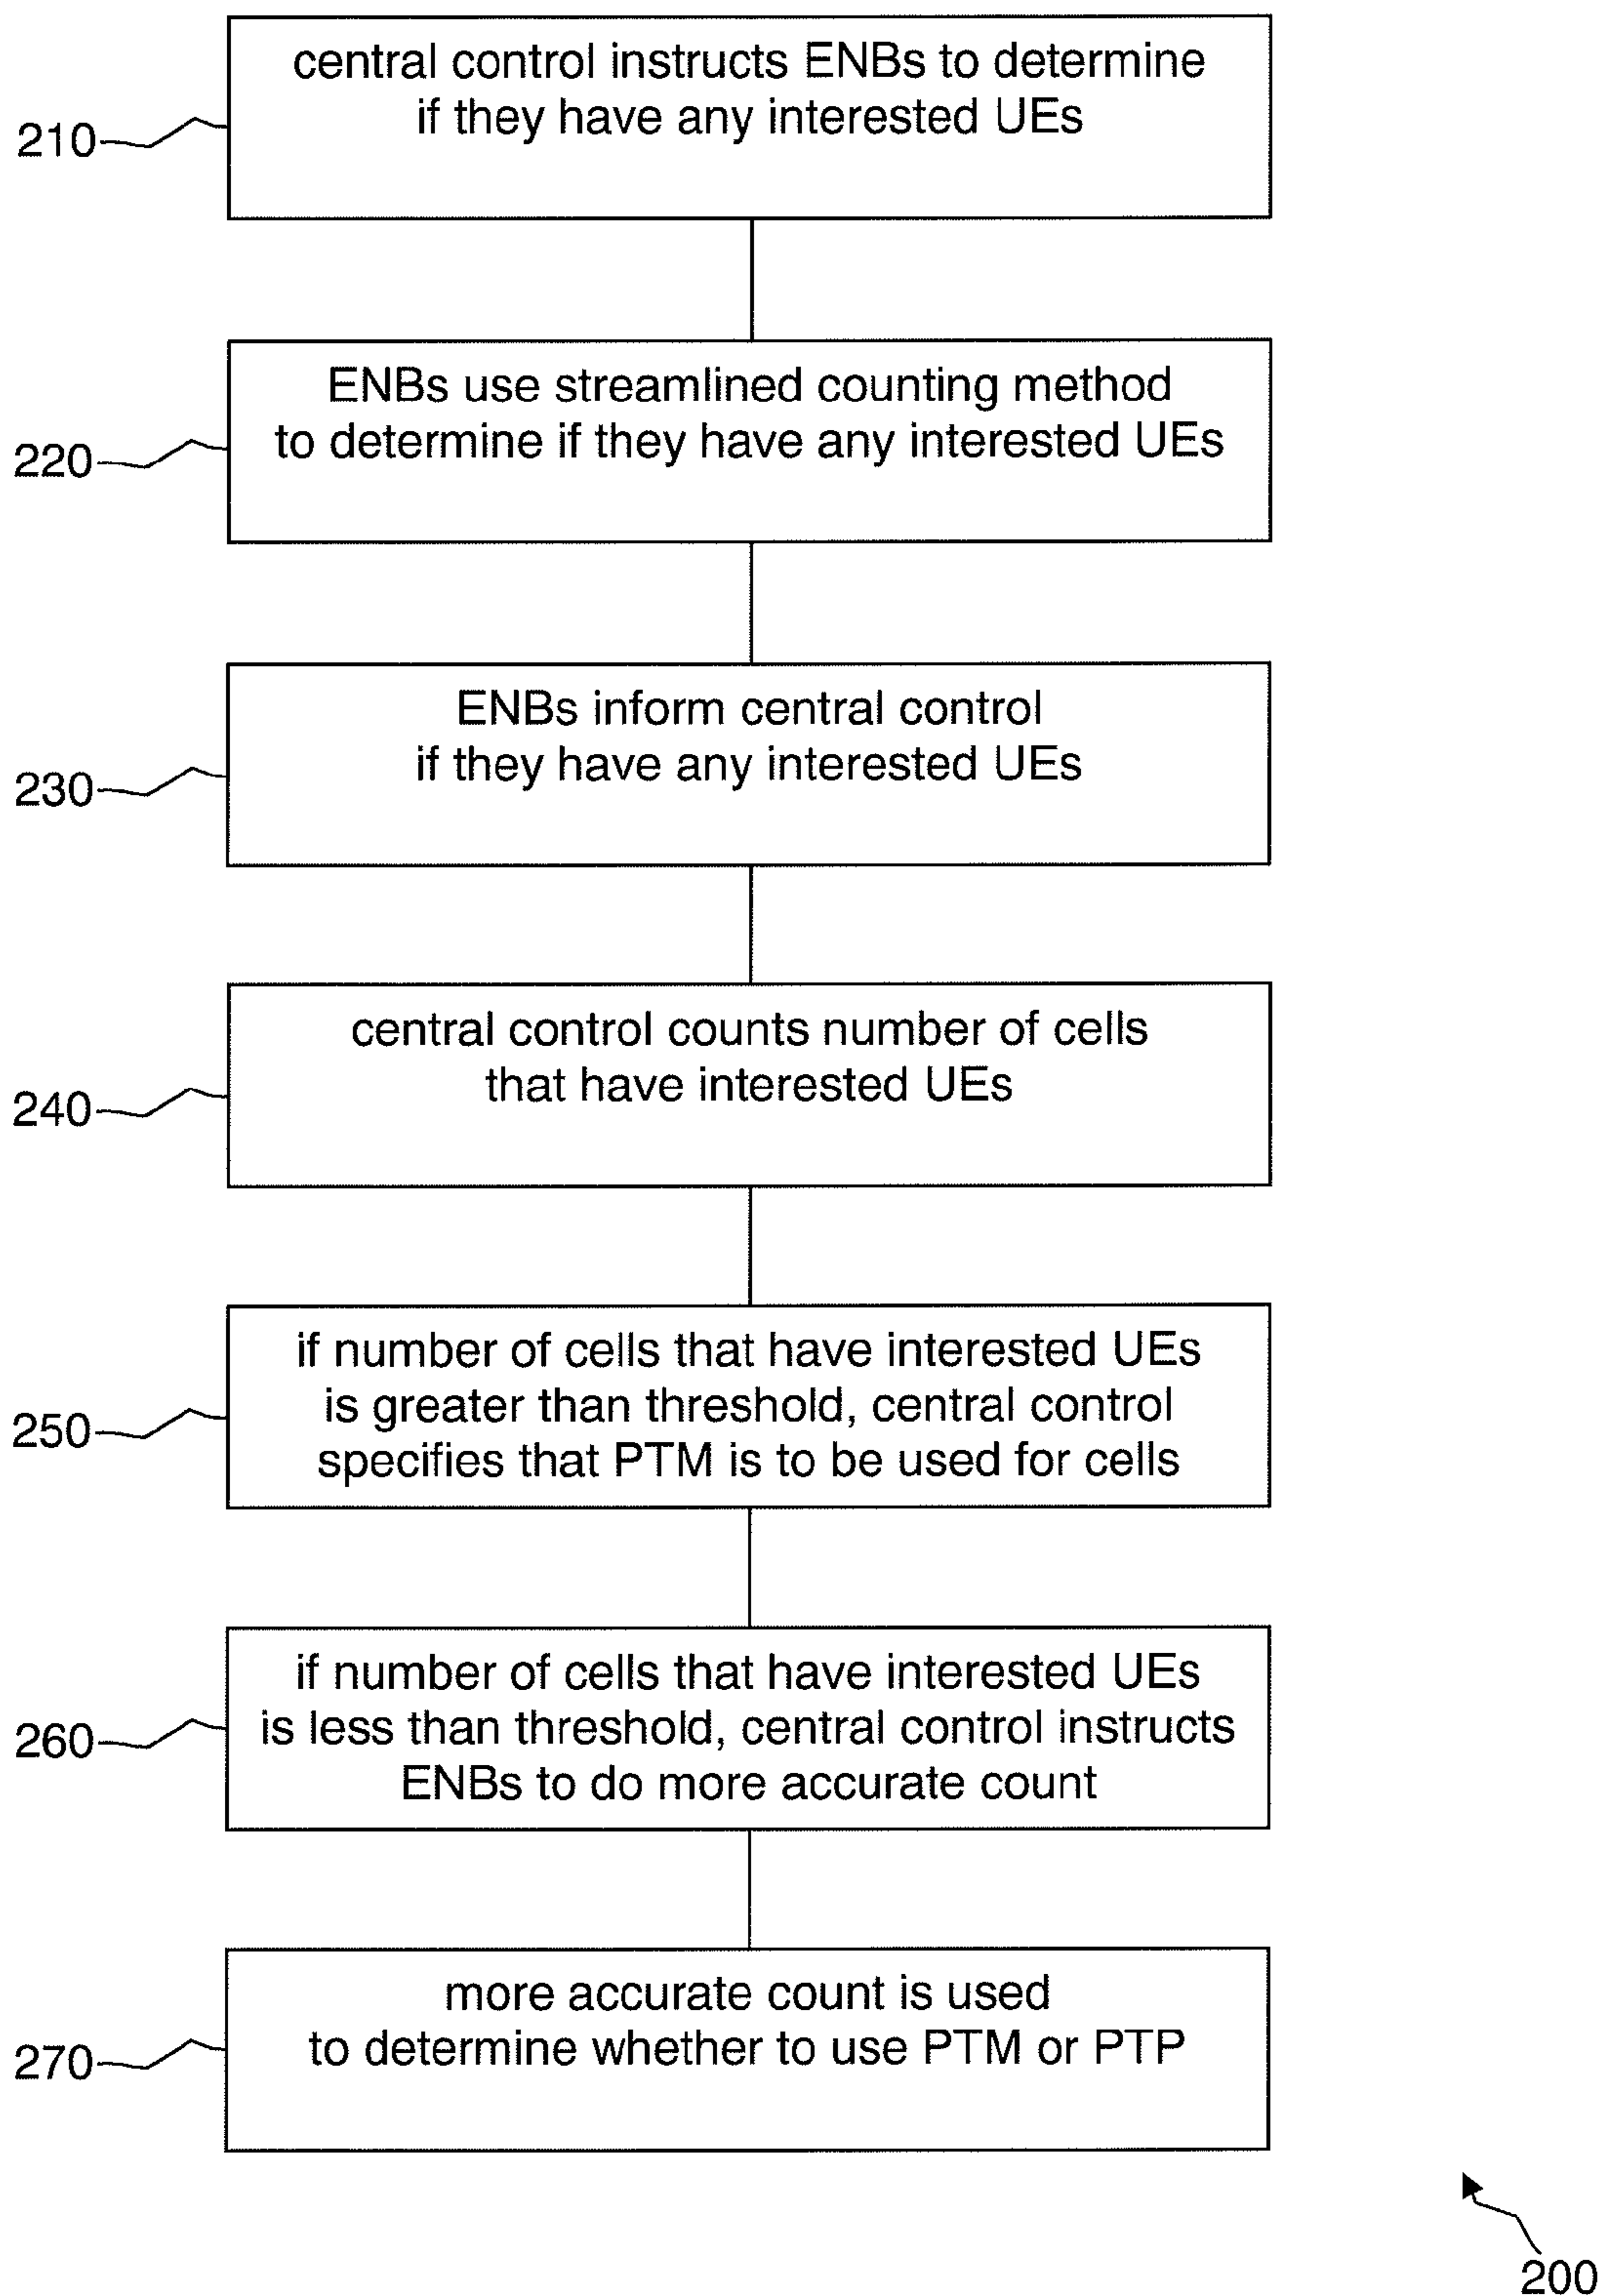 central control instructs ENBs to determine
if they have any interested UEs
210
ENBs use streamlined counting method
to determine if they have any interested UEs
220
ENBs inform central control
if they have any interested UEs
230
central control counts number of cells
that have interested UEs
240
if number of cells that have interested UEs
is greater than threshold, central control
specifies that PTM is to be used for cells
250
if number of cells that have interested UEs
is less than threshold, central control instructs
ENBs to do more accurate count
260
more accurate count is used
to determine whether to use PTM or PTP
270
200